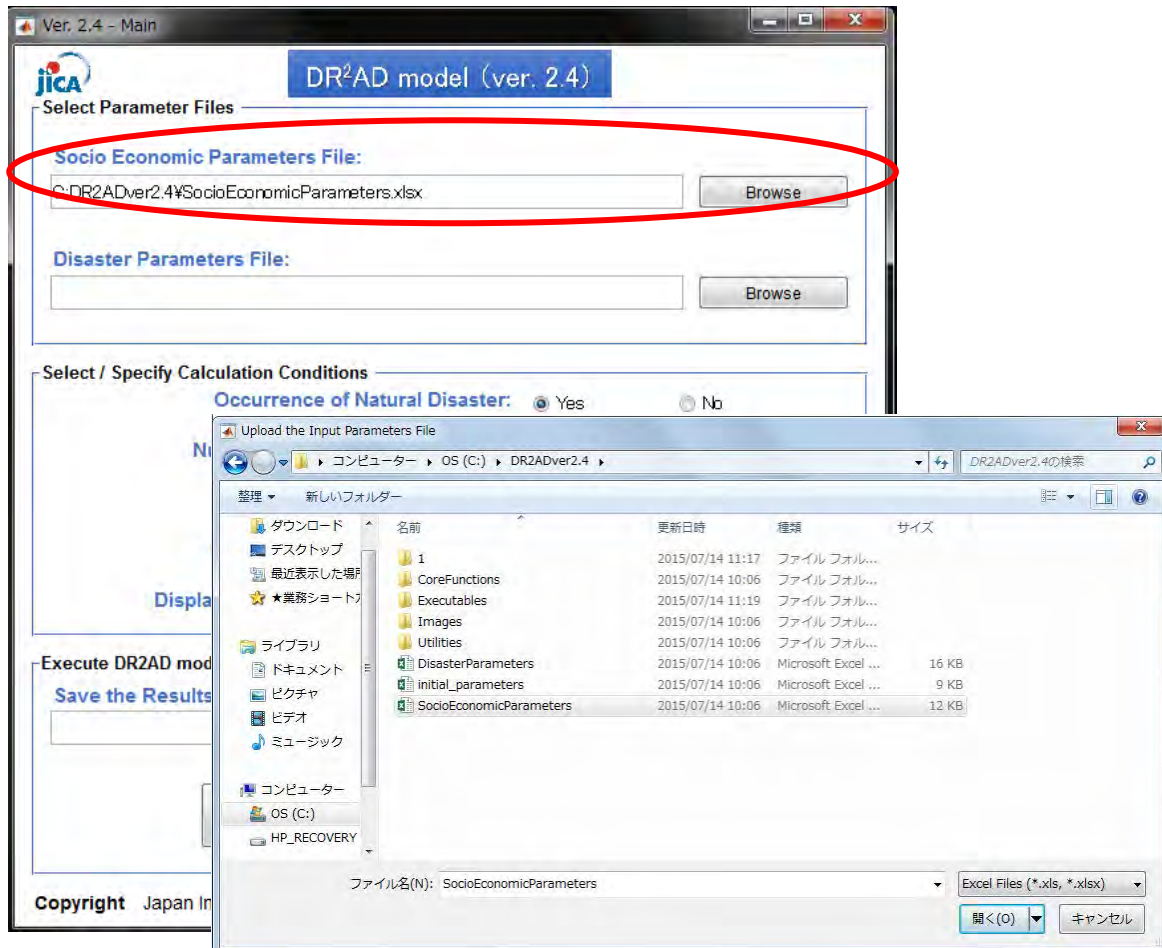 Ver. 2.4 - Main
jICA
DR²AD model (ver. 2.4)
Select Parameter Files
Socio Economic Parameters File:
C:DR2ADver2.4¥SocioEconomicParameters.xlsx
Browse
Disaster Parameters File:
Browse
Select / Specify Calculation Conditions
Occurrence of Natural Disaster: Yes No
Displa
Execute DR2AD mod
Save the Results
Copyright Japan In
Upload the Input Parameters File
コンピューター OS (C:) DR2ADver2.4
DR2ADver2.4の検索
整理 新しいフォルダー
ダウンロード
デスクトップ
最近表示した場所
★業務ショートカ
ライブラリ
ドキュメント
ピクチャ
ビデオ
ミュージック
コンピューター
OS (C:)
HP_RECOVERY
名前 更新日時 種類 サイズ
1 2015/07/14 11:17 ファイル フォル...
CoreFunctions 2015/07/14 10:06 ファイル フォル...
Executables 2015/07/14 11:19 ファイル フォル...
Images 2015/07/14 10:06 ファイル フォル...
Utilities 2015/07/14 10:06 ファイル フォル...
DisasterParameters 2015/07/14 10:06 Microsoft Excel ... 16 KB
initial_parameters 2015/07/14 10:06 Microsoft Excel ... 9 KB
SocioEconomicParameters 2015/07/14 10:06 Microsoft Excel ... 12 KB
ファイル名(N): SocioEconomicParameters
Excel Files (*.xls, *.xlsx)
開く(O)
キャンセル